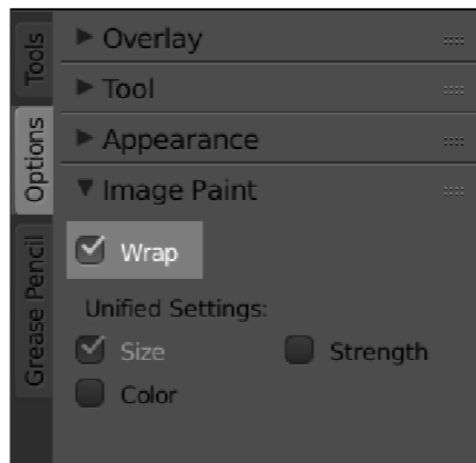 Tools
Options
Grease Pencil
Overlay
Tool
Appearance
Image Paint
Wrap
Unified Settings:
Size Strength
Color